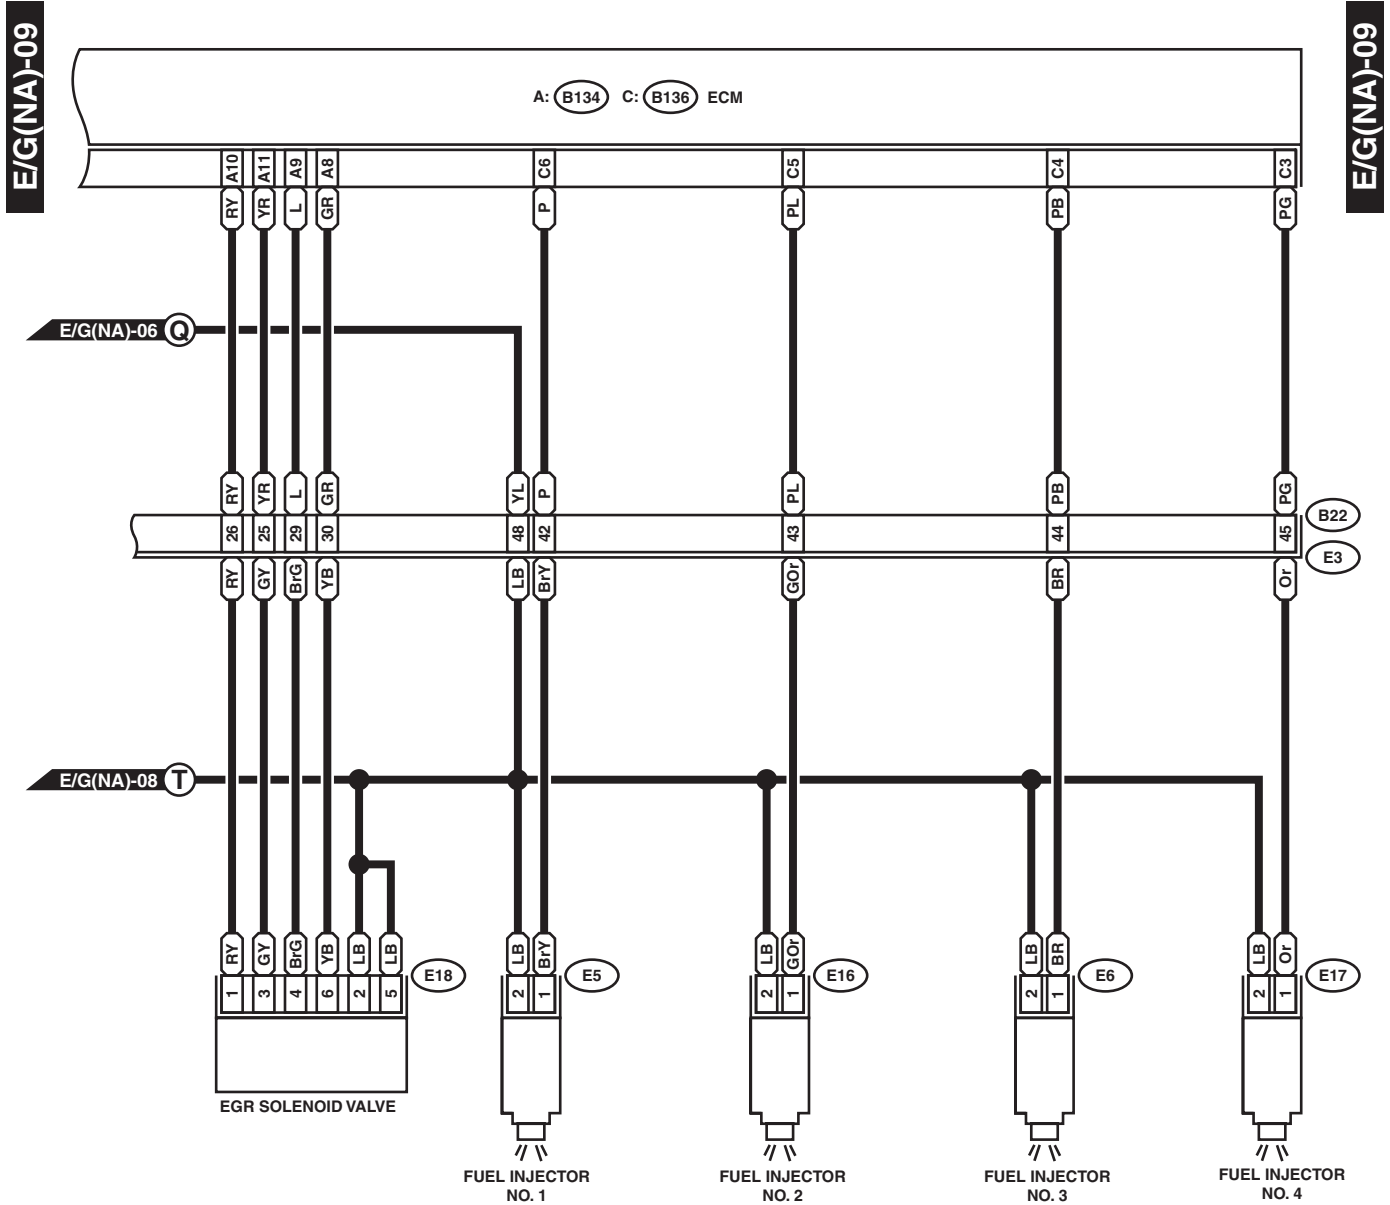 E/G(NA)-09
E/G(NA)-09
A: B134 C: B136 ECM
A10 A11 A9 A8 C6 C5 C4 C3
RY YR L GR P PL PB PG
E/G(NA)-06 Q
RY YR L GR YL P PL PB PG
B22
26 25 29 30 48 42 43 44 45
E3
RY GY BrG YB LB BrY GOr BR Or
E/G(NA)-08 T
RY GY BrG YB LB LB LB BrY LB GOr LB BR LB Or
E18 E5 E16 E6 E17
1 3 4 6 2 5 2 1 2 1 2 1 2 1
EGR SOLENOID VALVE
FUEL INJECTOR
NO. 1
FUEL INJECTOR
NO. 2
FUEL INJECTOR
NO. 3
FUEL INJECTOR
NO. 4